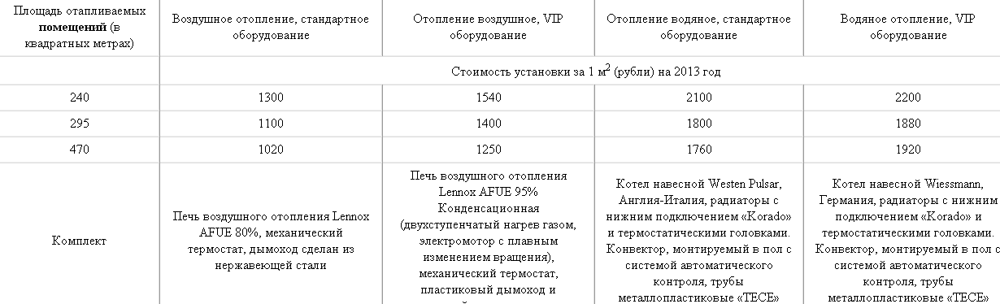 Площадь отапливаемых
помещений (в
квадратных метрах)
Воздушное отопление, стандартное
оборудование
Отопление воздушное, VIP
оборудование
Отопление водяное, стандартное
оборудование
Водяное отопление, VIP
оборудование
Стоимость установки за 1 м2 (рубли) на 2013 год
240 1300 1540 2100 2200
295 1100 1400 1800 1880
470 1020 1250 1760 1920
Комплект
Печь воздушного отопления Lennox
AFUE 80%, механический
термостат, дымоход сделан из
нержавеющей стали
Печь воздушного отопления
Lennox AFUE 95%
Конденсационная
(двухступенчатый нагрев газом,
электромотор с плавным
изменением вращения),
механический термостат,
пластиковый дымоход и
Котел навесной Westen Pulsar,
Англия-Италия, радиаторы с
нижним подключением «Korado»
и термостатическими головками.
Конвектор, монтируемый в пол с
системой автоматического
контроля, трубы
металлопластиковые «TECE»
Котел навесной Wiessmann,
Германия, радиаторы с нижним
подключением «Korado» и
термостатическими головками.
Конвектор, монтируемый в пол с
системой автоматического
контроля, трубы
металлопластиковые «TECE»